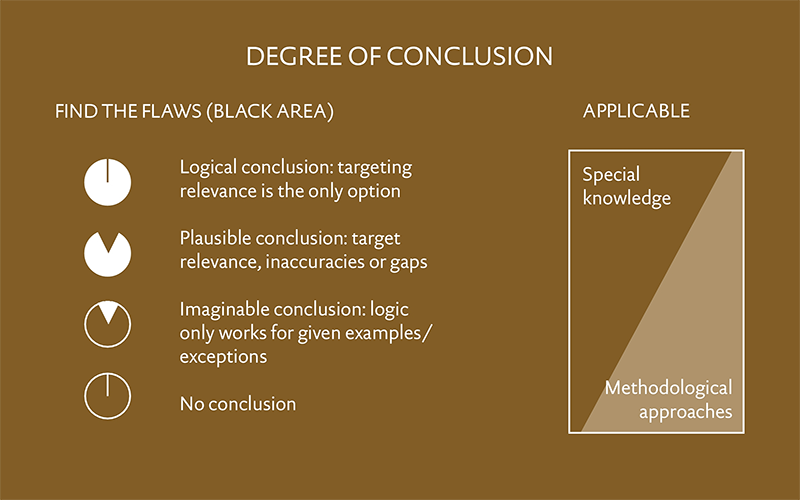 DEGREE OF CONCLUSION
FIND THE FLAWS (BLACK AREA)
Logical conclusion: targeting
relevance is the only option
Plausible conclusion: target
relevance, inaccuracies or gaps
Imaginable conclusion: logic
only works for given examples/
exceptions
No conclusion
APPLICABLE
Special
knowledge
Methodological
approaches